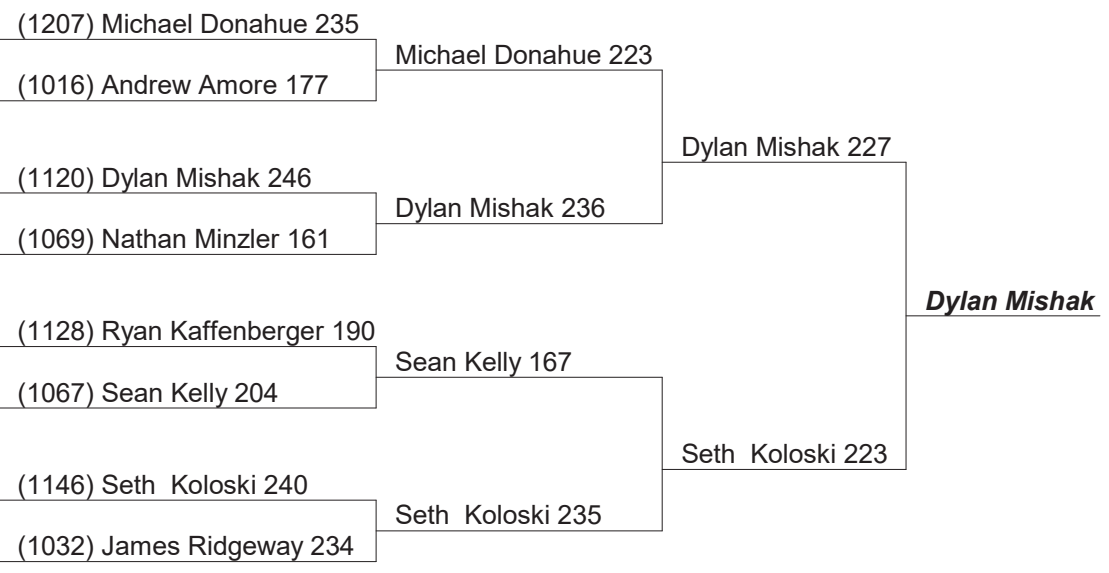 (1207) Michael Donahue 235
Michael Donahue 223
(1016) Andrew Amore 177
Dylan Mishak 227
(1120) Dylan Mishak 246
Dylan Mishak 236
(1069) Nathan Minzler 161
Dylan Mishak
(1128) Ryan Kaffenberger 190
Sean Kelly 167
(1067) Sean Kelly 204
Seth  Koloski 223
(1146) Seth  Koloski 240
Seth  Koloski 235
(1032) James Ridgeway 234